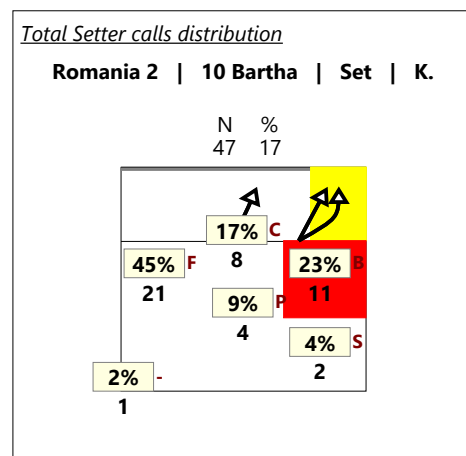 Total Setter calls distribution
Romania 2 | 10 Bartha | Set | K.
N %
47 17
17% C
8
45% F
21
23% B
11
9% P
4
4% S
2
2% -
1